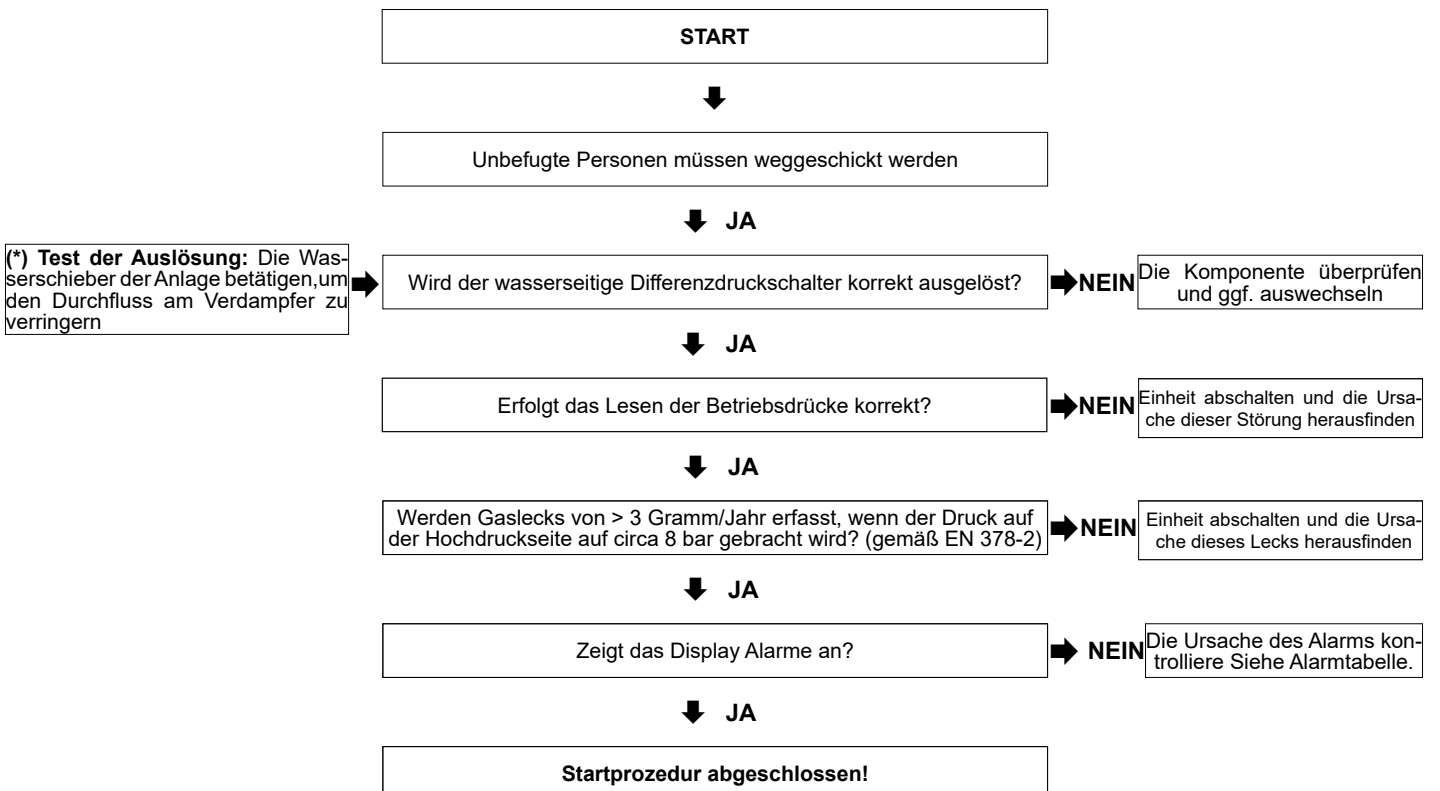 START
Unbefugte Personen müssen weggeschickt werden
JA
(*) Test der Auslösung: Die Was-
serschieber der Anlage betätigen,um
den Durchfluss am Verdampfer zu
verringern
Wird der wasserseitige Differenzdruckschalter korrekt ausgelöst?
NEIN
Die Komponente überprüfen
und ggf. auswechseln
JA
Erfolgt das Lesen der Betriebsdrücke korrekt?
NEIN
Einheit abschalten und die Ursa-
che dieser Störung herausfinden
JA
Werden Gaslecks von > 3 Gramm/Jahr erfasst, wenn der Druck auf
der Hochdruckseite auf circa 8 bar gebracht wird? (gemäß EN 378-2)
NEIN
Einheit abschalten und die Ursa-
che dieses Lecks herausfinden
JA
Zeigt das Display Alarme an?
NEIN
Die Ursache des Alarms kon-
trolliere Siehe Alarmtabelle.
JA
Startprozedur abgeschlossen!